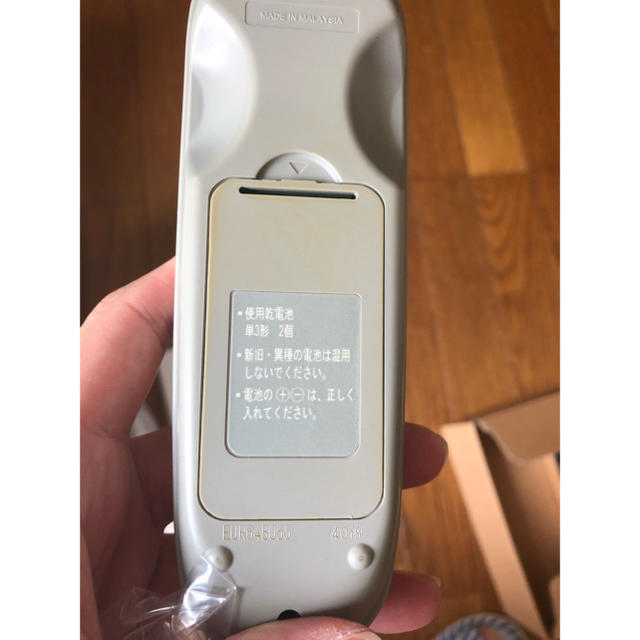 MADE IN MALAYSIA
• 使用乾電池
単3形 2個
• 新旧・異種の電池は混用
しないでください。
• 電池の⊕⊖は、正しく
入れてください。